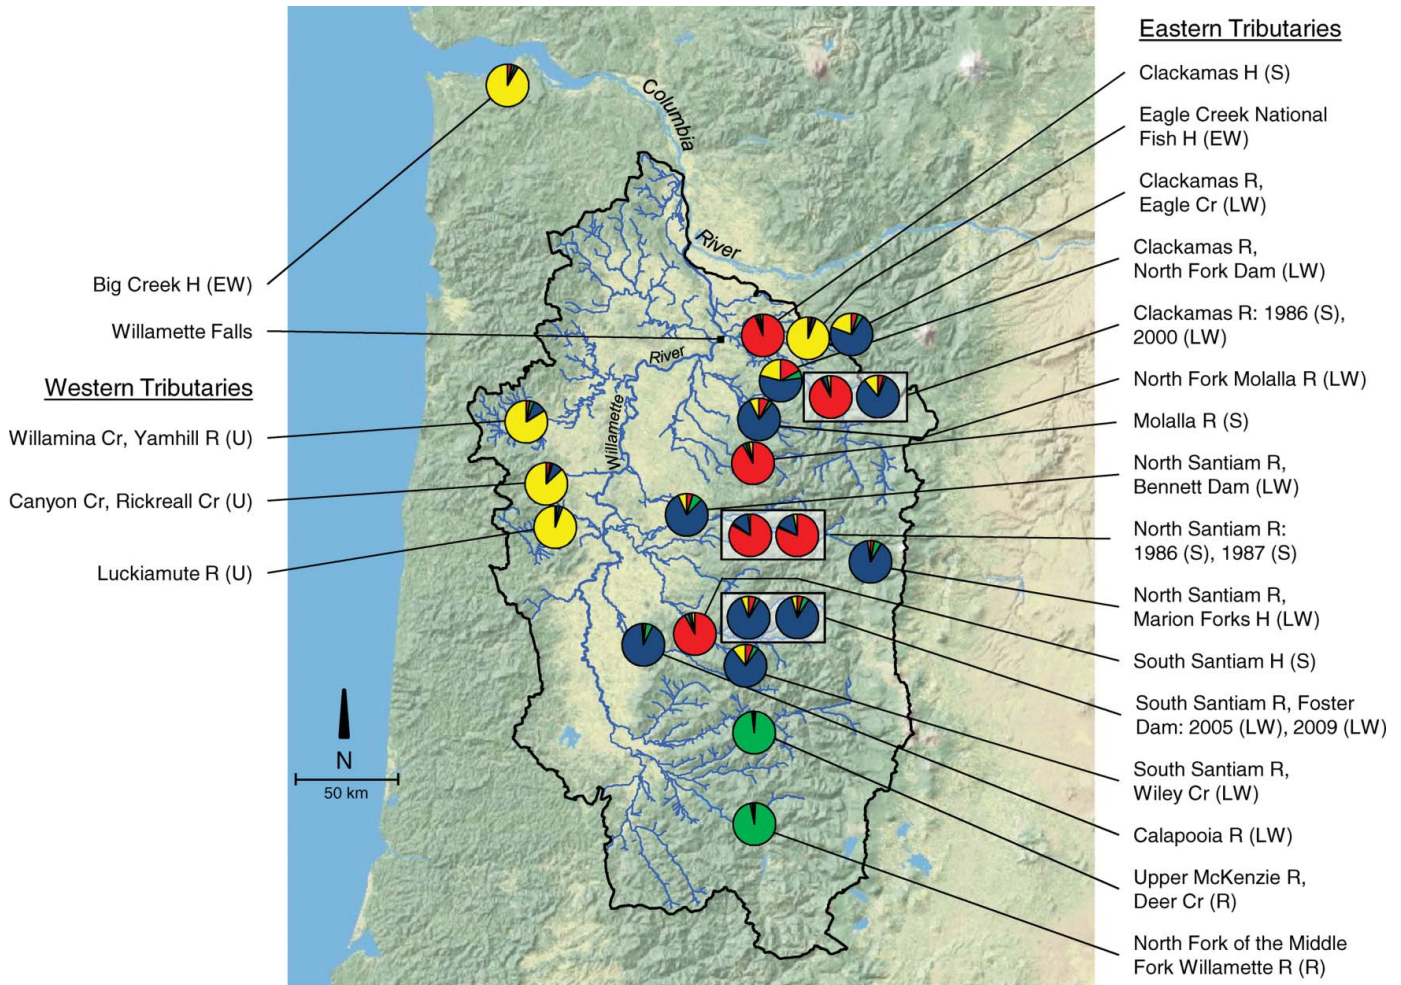 Eastern Tributaries
Clackamas H (S)
Eagle Creek National
Fish H (EW)
Clackamas R,
Eagle Cr (LW)
Clackamas R,
North Fork Dam (LW)
Clackamas R: 1986 (S),
2000 (LW)
North Fork Molalla R (LW)
Molalla R (S)
North Santiam R,
Bennett Dam (LW)
North Santiam R:
1986 (S), 1987 (S)
North Santiam R,
Marion Forks H (LW)
South Santiam H (S)
South Santiam R, Foster
Dam: 2005 (LW), 2009 (LW)
South Santiam R,
Wiley Cr (LW)
Calapooia R (LW)
Upper McKenzie R,
Deer Cr (R)
North Fork of the Middle
Fork Willamette R (R)
Columbia
River
River
Willamette
Big Creek H (EW)
Willamette Falls
Western Tributaries
Willamina Cr, Yamhill R (U)
Canyon Cr, Rickreall Cr (U)
Luckiamute R (U)
N
50 km